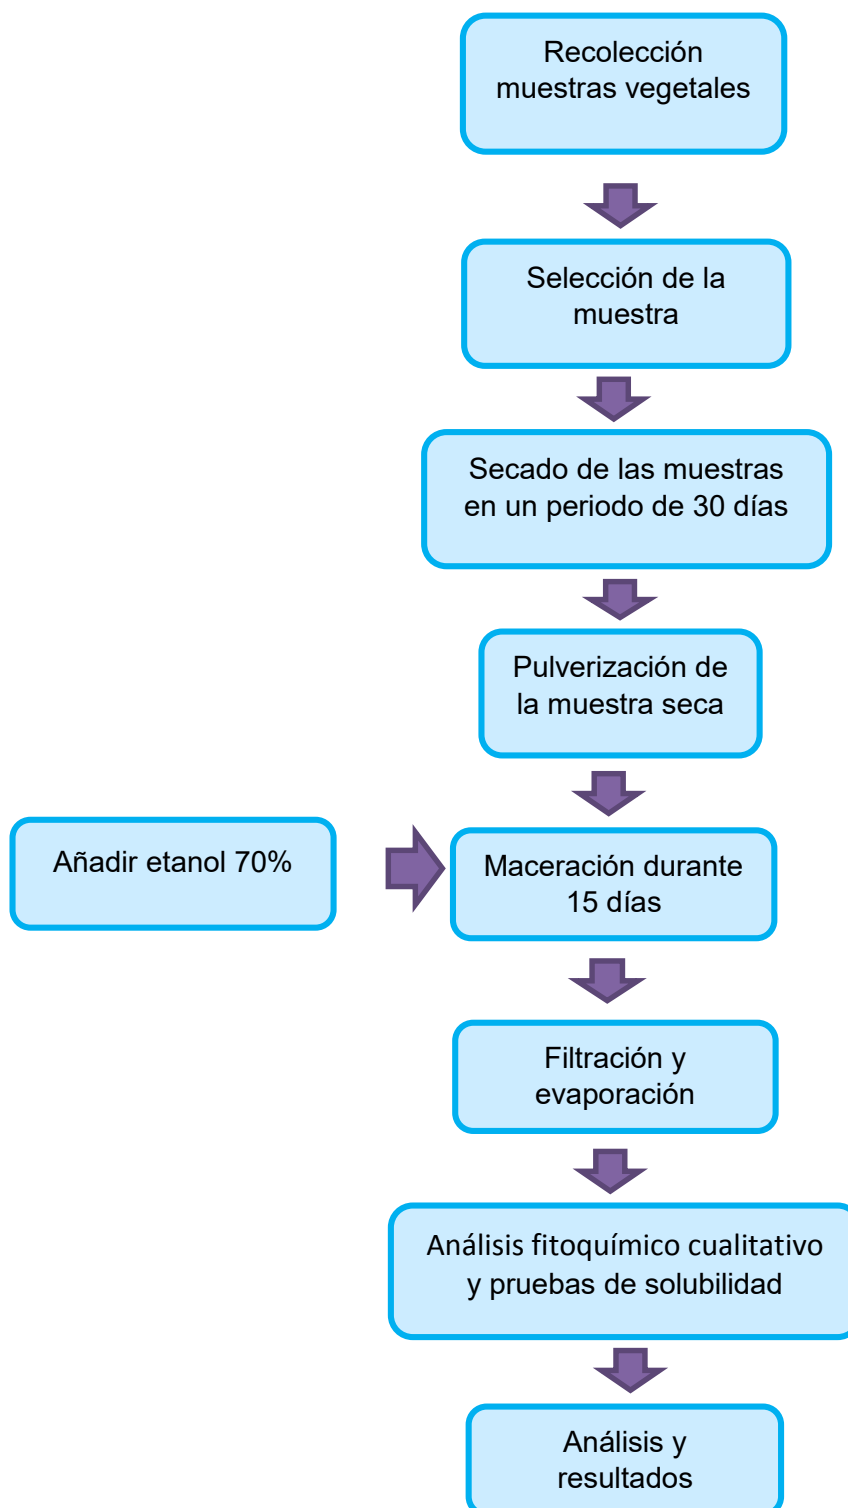 Recolección
muestras vegetales
Selección de la
muestra
Secado de las muestras
en un periodo de 30 días
Pulverización de
la muestra seca
Añadir etanol 70%
Maceración durante
15 días
Filtración y
evaporación
Análisis fitoquímico cualitativo
y pruebas de solubilidad
Análisis y
resultados